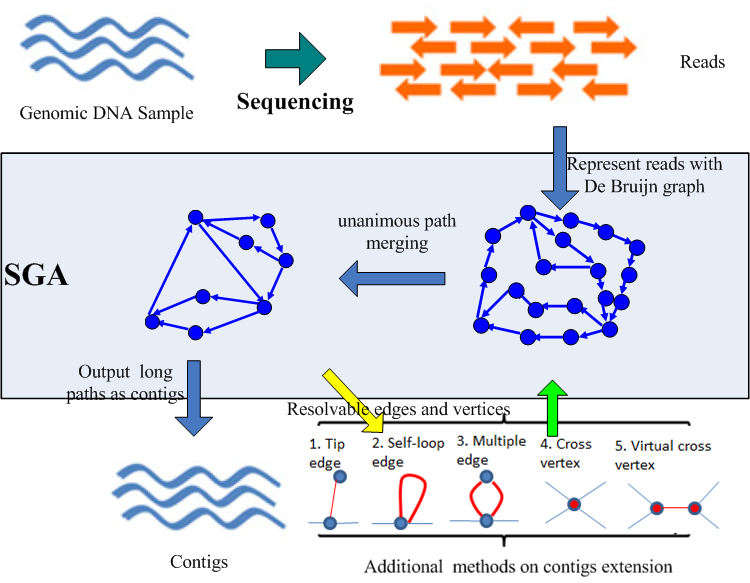 Genomic DNA Sample
Sequencing
Reads
Represent reads with
De Bruijn graph
unanimous path
merging
SGA
Output long
paths as contigs
Resolvable edges and vertices
1. Tip
edge
2. Self-loop
edge
3. Multiple
edge
4. Cross
vertex
5. Virtual cross
vertex
Contigs
Additional methods on contigs extension